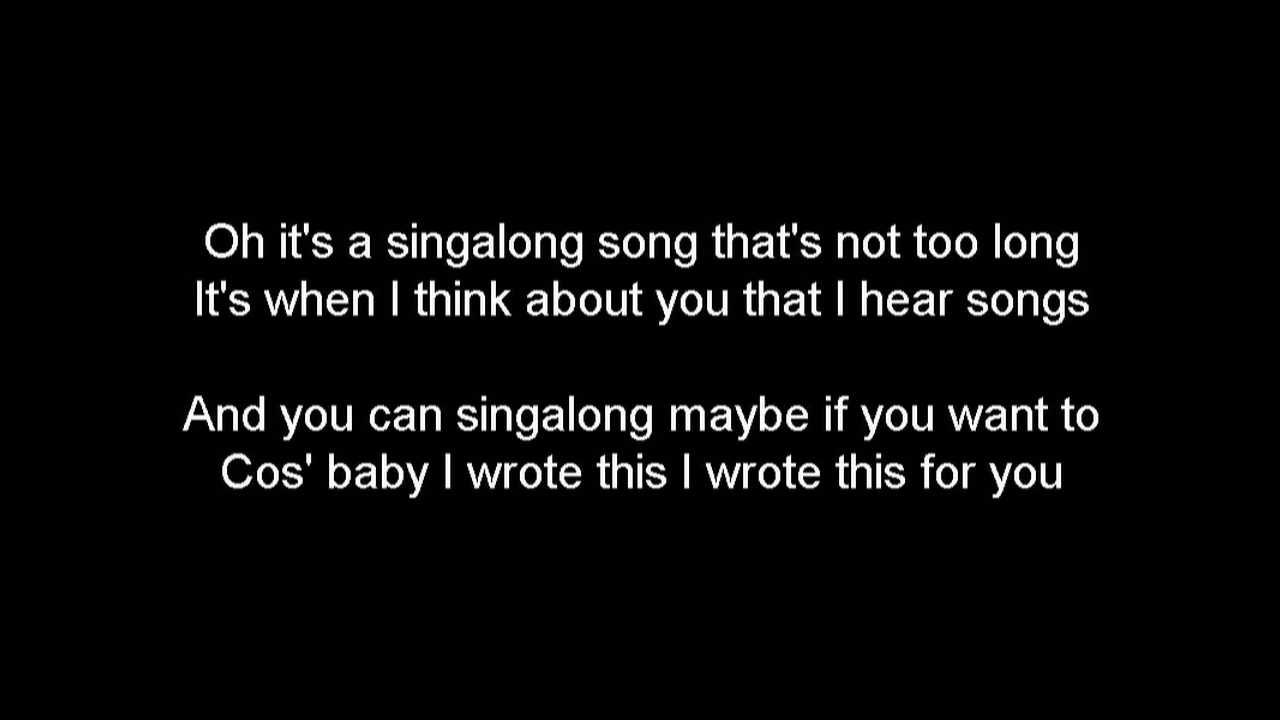 Oh it's a singalong song that's not too long
It's when I think about you that I hear songs
And you can singalong maybe if you want to
Cos' baby I wrote this I wrote this for you